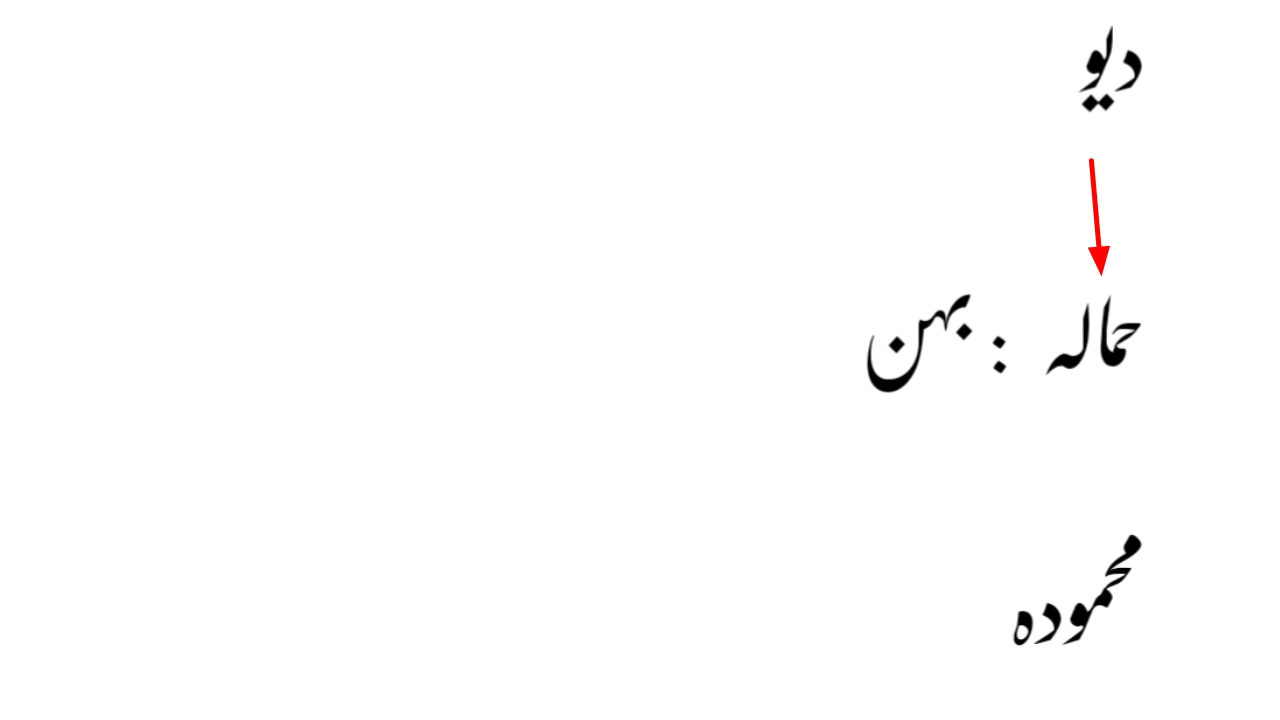 دیو
حمالہ : بہن
محمودہ